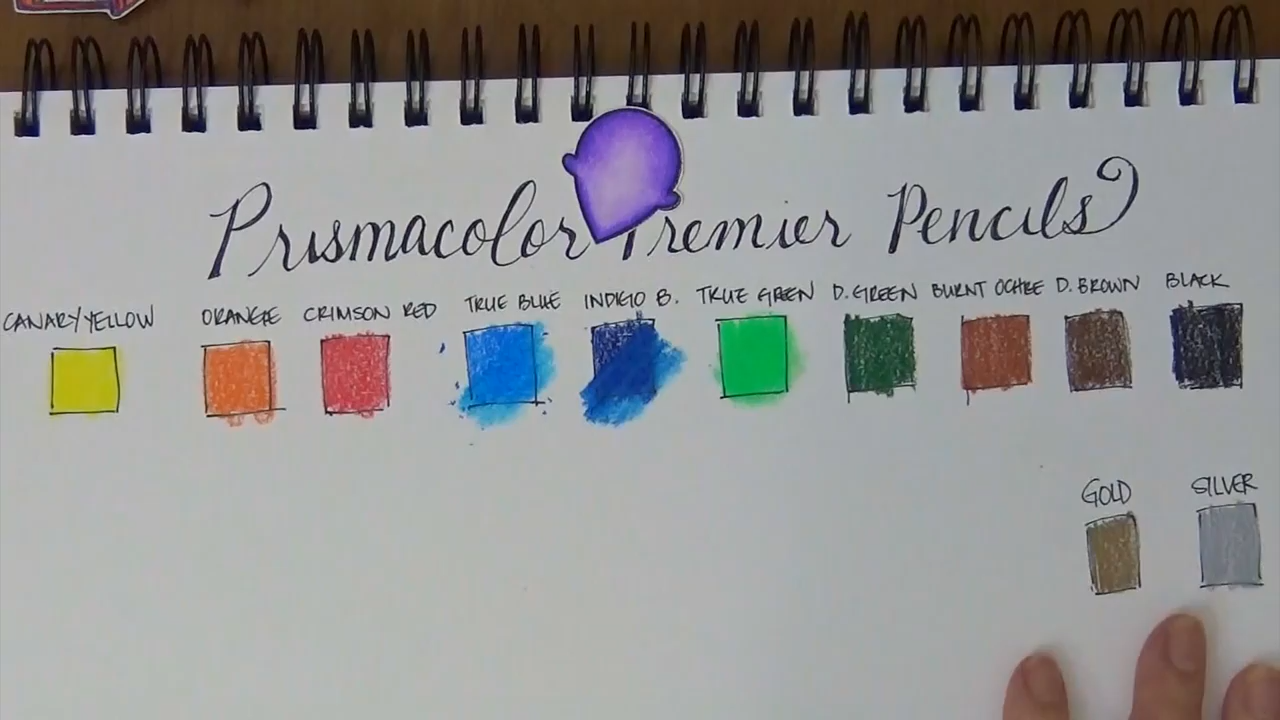 Prismacolor Premier Pencils
CANARY YELLOW ORANGE CRIMSON RED TRUE BLUE INDIGO B. TRUE GREEN D. GREEN BURNT OCHRE D. BROWN BLACK
GOLD SILVER